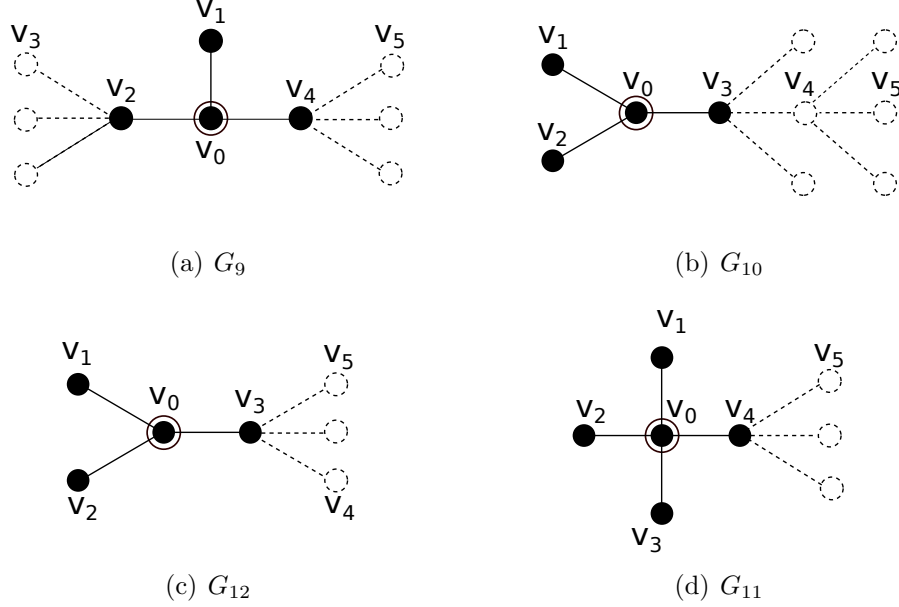 v₁
v₃ v₅
v₂ v₄
v₀
(a) G₉
v₁
v₀ v₃ v₄ v₅
v₂
(b) G₁₀
v₁ v₅
v₀ v₃
v₂ v₄
(c) G₁₂
v₁
v₅
v₂ v₀ v₄
v₃
(d) G₁₁